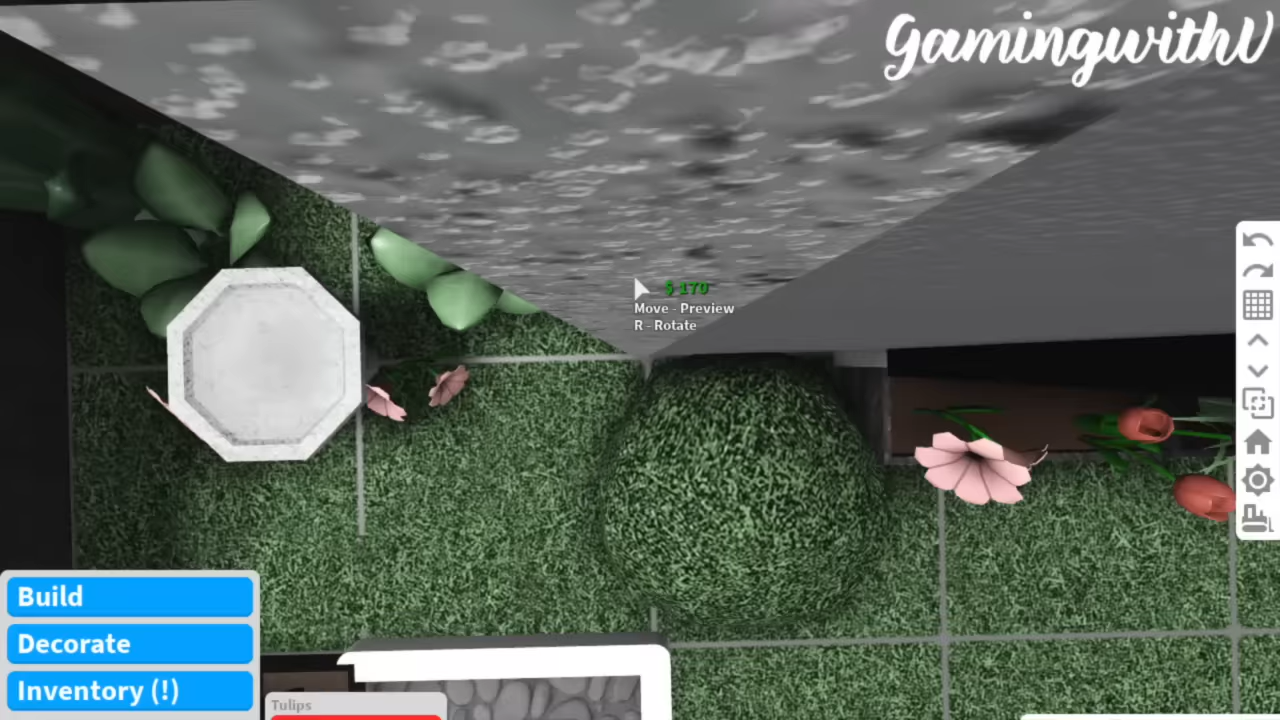 GamingwithV
$ 170
Move - Preview
R - Rotate
Build
Decorate
Inventory (!)
Tulips